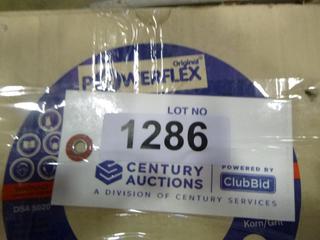 Original
POWERFLEX
LOT NO
1286
CENTURY
AUCTIONS
POWERED BY
ClubBid
A DIVISION OF CENTURY SERVICES
Korn/Grit